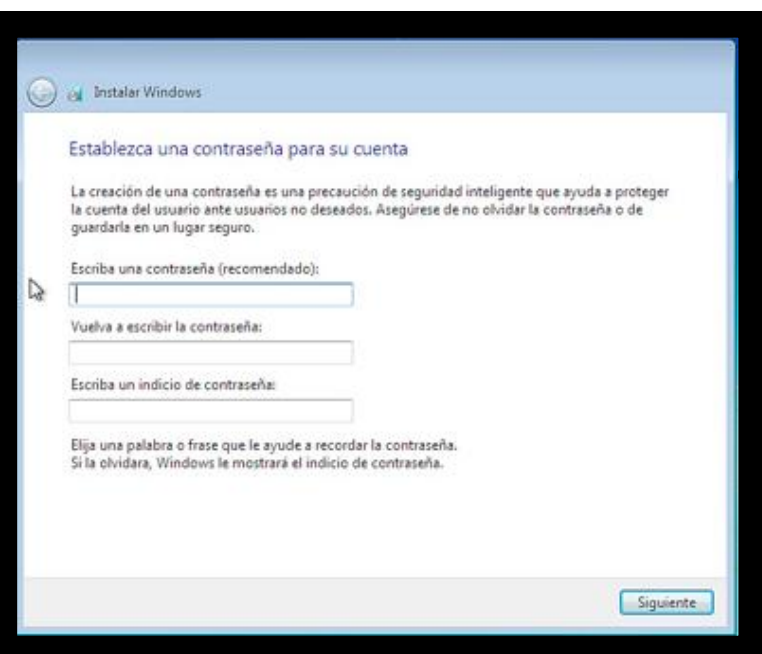 Instalar Windows
Establezca una contraseña para su cuenta
La creación de una contraseña es una precaución de seguridad inteligente que ayuda a proteger
la cuenta del usuario ante usuarios no deseados. Asegúrese de no olvidar la contraseña o de
guardarla en un lugar seguro.
Escriba una contraseña (recomendado):
Vuelva a escribir la contraseña:
Escriba un indicio de contraseña:
Elija una palabra o frase que le ayude a recordar la contraseña.
Si la olvidara, Windows le mostrará el indicio de contraseña.
Siguiente